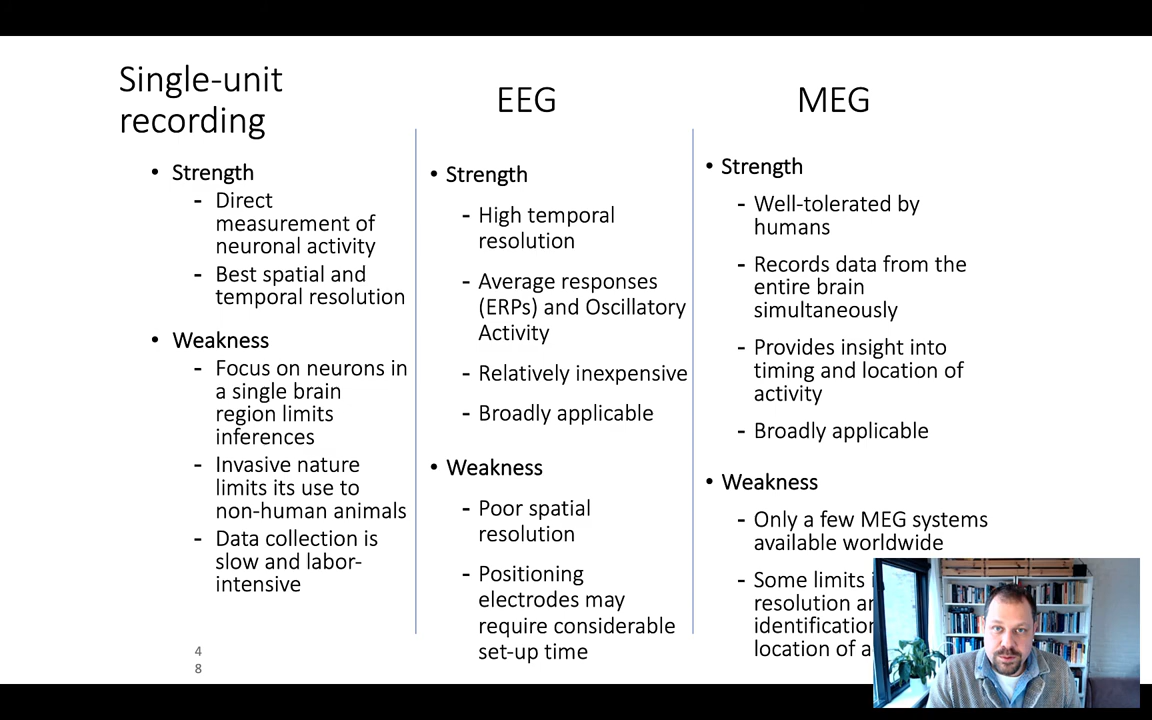 Single-unit
recording
• Strength
- Direct
measurement of
neuronal activity
- Best spatial and
temporal resolution
• Weakness
- Focus on neurons in
a single brain
region limits
inferences
- Invasive nature
limits its use to
non-human animals
- Data collection is
slow and labor-
intensive
4
8
EEG
• Strength
- High temporal
resolution
- Average responses
(ERPs) and Oscillatory
Activity
- Relatively inexpensive
- Broadly applicable
• Weakness
- Poor spatial
resolution
- Positioning
electrodes may
require considerable
set-up time
MEG
• Strength
- Well-tolerated by
humans
- Records data from the
entire brain
simultaneously
- Provides insight into
timing and location of
activity
- Broadly applicable
• Weakness
- Only a few MEG systems
available worldwide
- Some limits
resolution
identification
location of